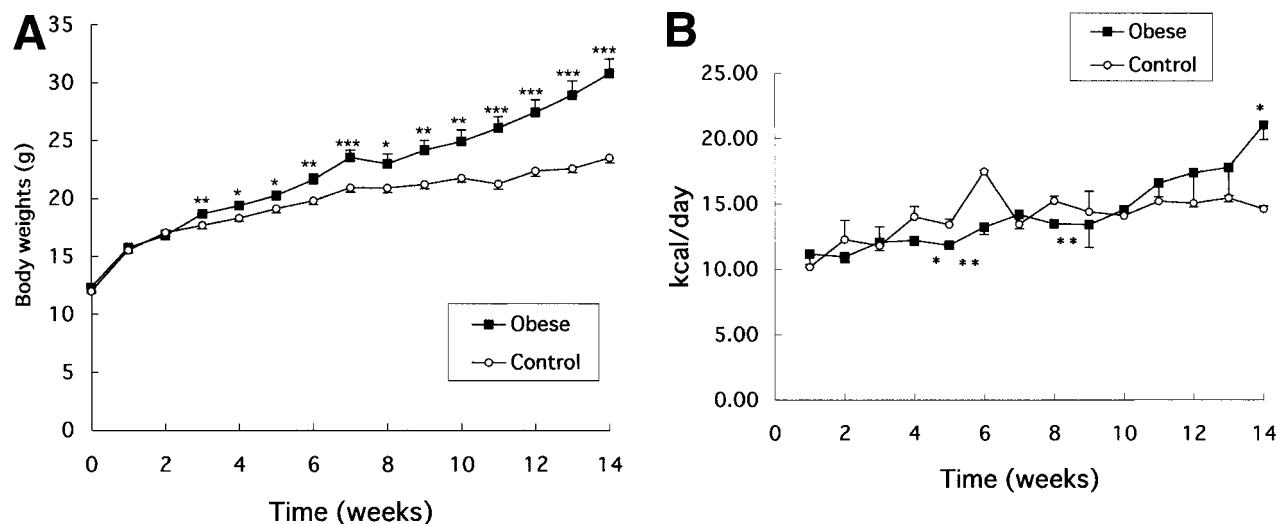 A
35
30
25
20
15
10
5
0
Body weights (g)
** * * ** *** * ** ** *** *** *** ***
Obese
Control
0 2 4 6 8 10 12 14
Time (weeks)
B
Obese
Control
25.00
20.00
15.00
10.00
5.00
0.00
kcal/day
*
* **
**
0 2 4 6 8 10 12 14
Time (weeks)